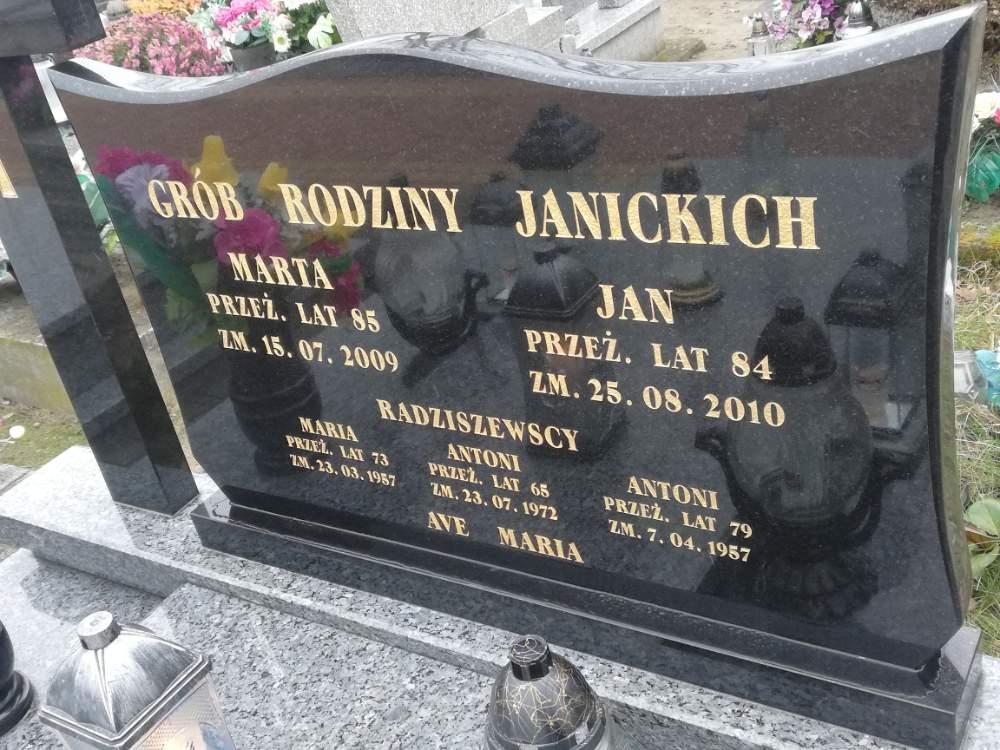 GRÓB RODZINY JANICKICH
MARTA
PRZEŻ. LAT 85
ZM. 15. 07. 2009
JAN
PRZEŻ. LAT 84
ZM. 25. 08. 2010
RADZISZEWSCY
MARIA
PRZEŻ. LAT 73
ZM. 23. 03. 1957
ANTONI
PRZEŻ. LAT 65
ZM. 23. 07. 1972
ANTONI
PRZEŻ. LAT 79
ZM. 7. 04. 1957
AVE MARIA